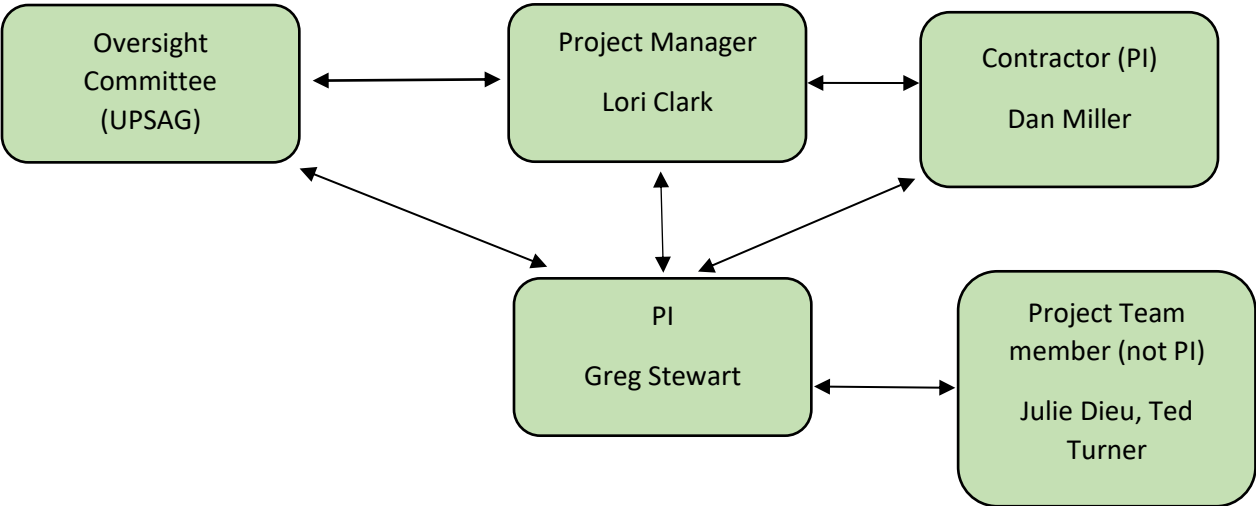 Oversight
Committee
(UPSAG)
Project Manager
Lori Clark
Contractor (PI)
Dan Miller
PI
Greg Stewart
Project Team
member (not PI)
Julie Dieu, Ted
Turner